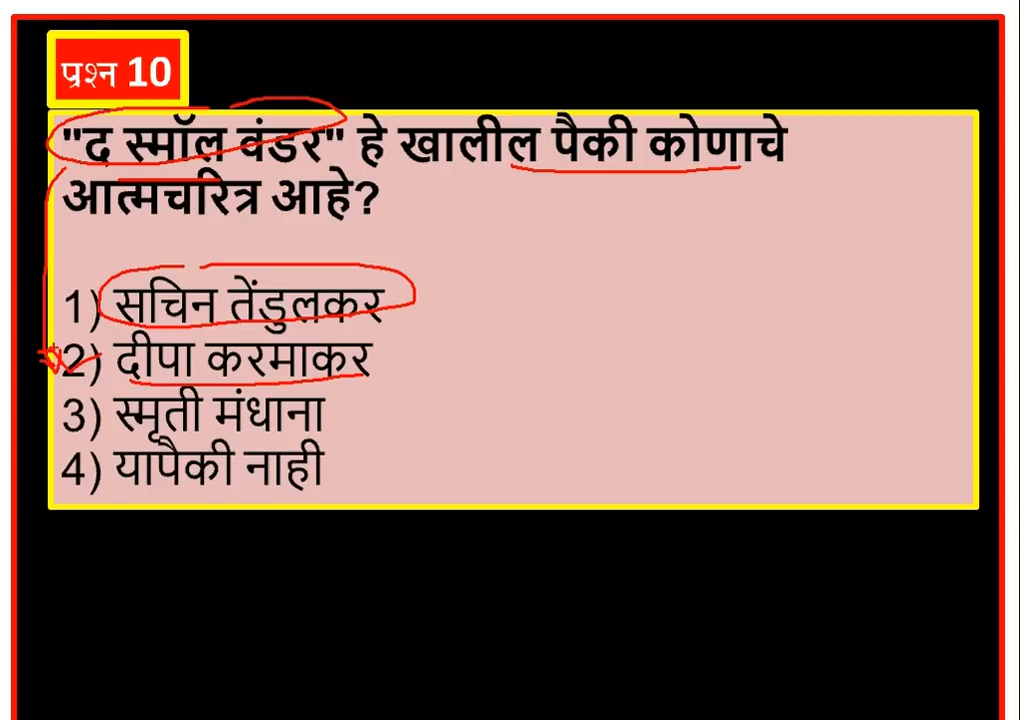 प्रश्न 10
"द स्मॉल वंडर" हे खालील पैकी कोणाचे
आत्मचरित्र आहे?
1) सचिन तेंडुलकर
2) दीपा करमाकर
3) स्मृती मंधाना
4) यापैकी नाही